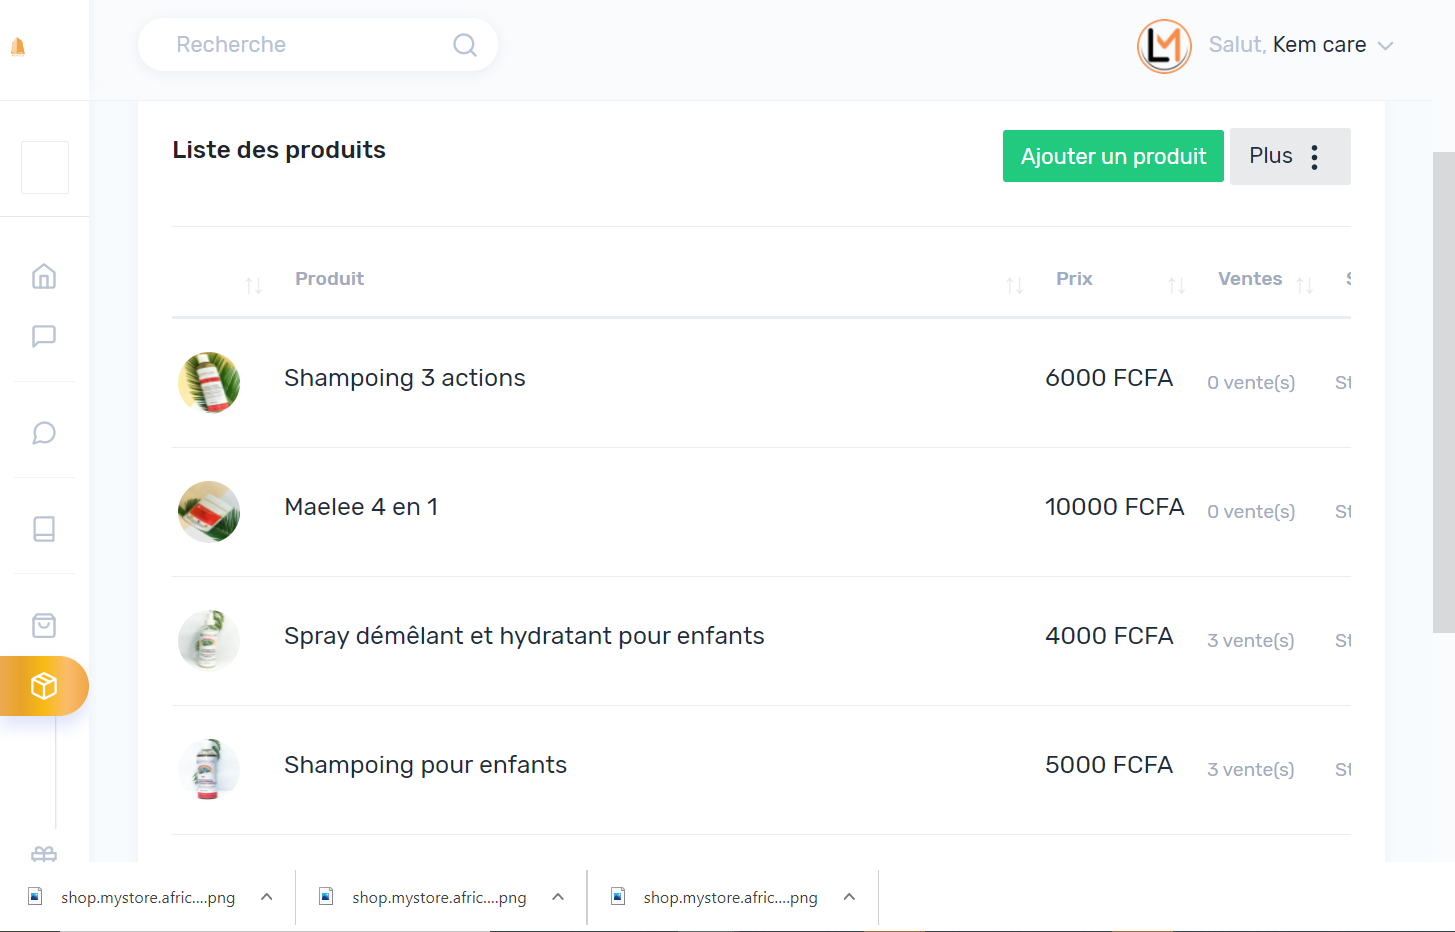 Recherche
LM
Salut, Kem care
Liste des produits
Ajouter un produit
Plus
Produit
Prix
Ventes
Shampoing 3 actions
6000 FCFA
0 vente(s)
St
Maelee 4 en 1
10000 FCFA
0 vente(s)
St
Spray démêlant et hydratant pour enfants
4000 FCFA
3 vente(s)
St
Shampoing pour enfants
5000 FCFA
3 vente(s)
St
shop.mystore.afric....png
shop.mystore.afric....png
shop.mystore.afric....png